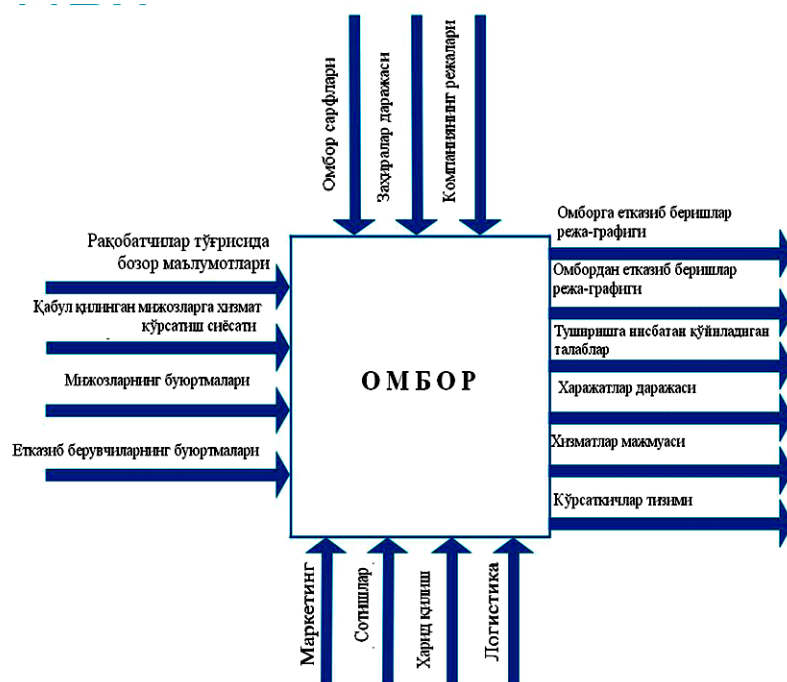 Омбор сарфлари
Заҳиралар даражаси
Компаниянинг режалари
Рақобатчилар тўғрисида
бозор маълумотлари
Қабул қилинган мижозларга хизмат
кўрсатиш сиёсати
Мижозларнинг буюртмалари
Етказиб берувчиларнинг буюртмалари
ОМБОР
Омборга етказиб беришлар
режа-графиги
Омбордан етказиб беришлар
режа-графиги
Туширишга нисбатан қўйиладиган
талаблар
Харажатлар даражаси
Хизматлар мажмуаси
Кўрсаткичлар тизими
Маркетинг
Сотишлар
Харид қилиш
Логистика